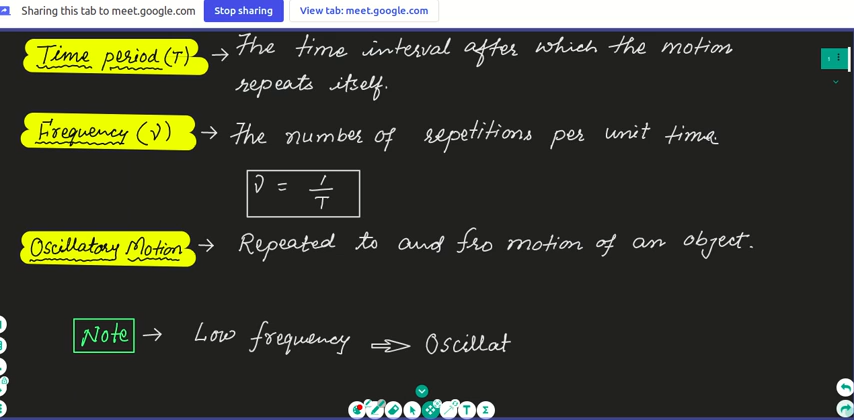 Sharing this tab to meet.google.com Stop sharing View tab: meet.google.com
Time period (T) → The time interval after which the motion
repeats itself.
Frequency (ν) → The number of repetitions per unit time
ν = 1/T
Oscillatory Motion → Repeated to and fro motion of an object.
Note → Low frequency ⇒ Oscillat
T Σ